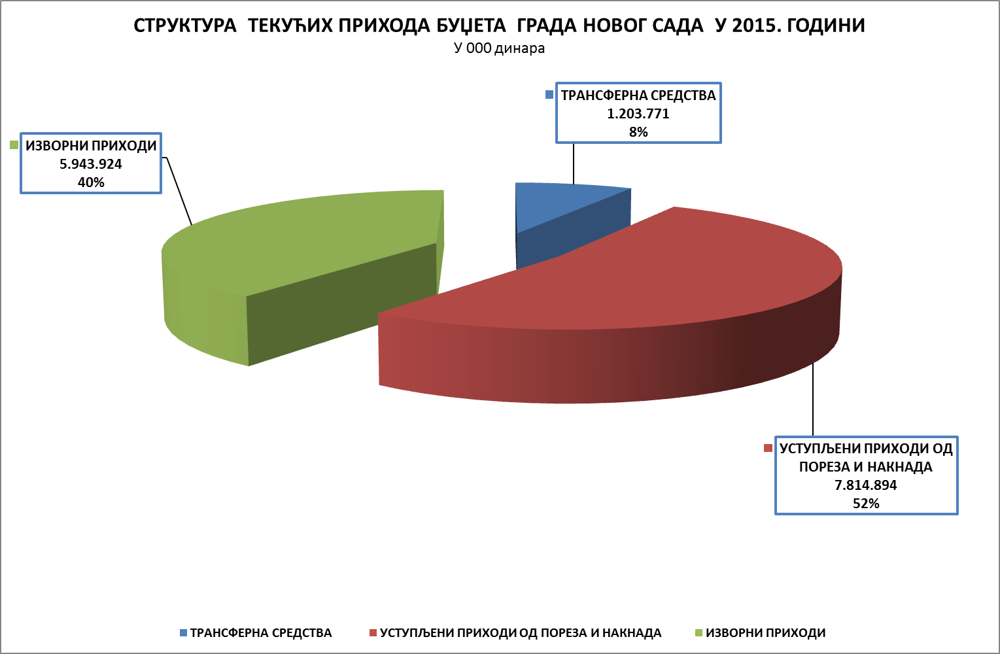 СТРУКТУРА ТЕКУЋИХ ПРИХОДА БУЏЕТА ГРАДА НОВОГ САДА У 2015. ГОДИНИ
У 000 динара
ТРАНСФЕРНА СРЕДСТВА
1.203.771
8%
ИЗВОРНИ ПРИХОДИ
5.943.924
40%
УСТУПЉЕНИ ПРИХОДИ ОД
ПОРЕЗА И НАКНАДА
7.814.894
52%
ТРАНСФЕРНА СРЕДСТВА
УСТУПЉЕНИ ПРИХОДИ ОД ПОРЕЗА И НАКНАДА
ИЗВОРНИ ПРИХОДИ